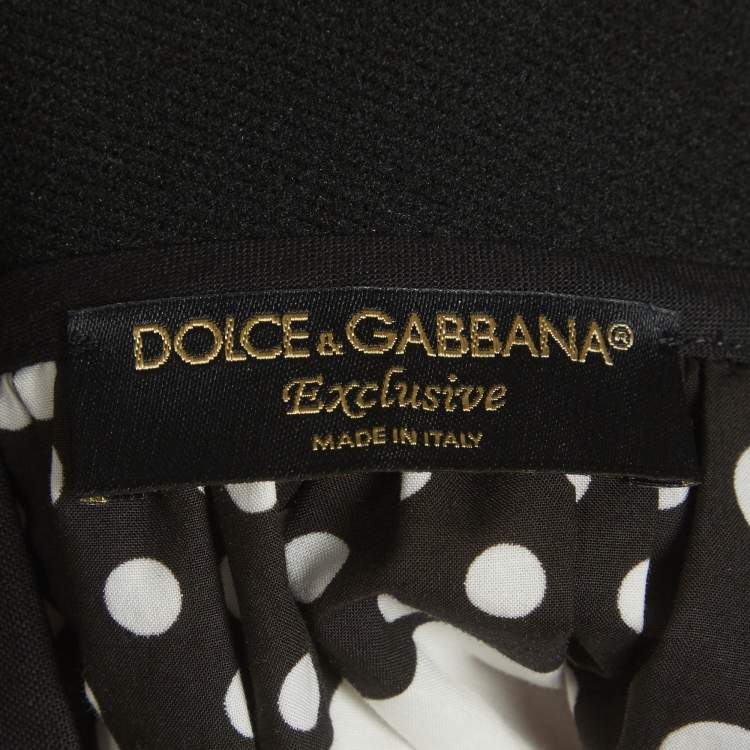 DOLCE & GABBANA®
Exclusive
MADE IN ITALY